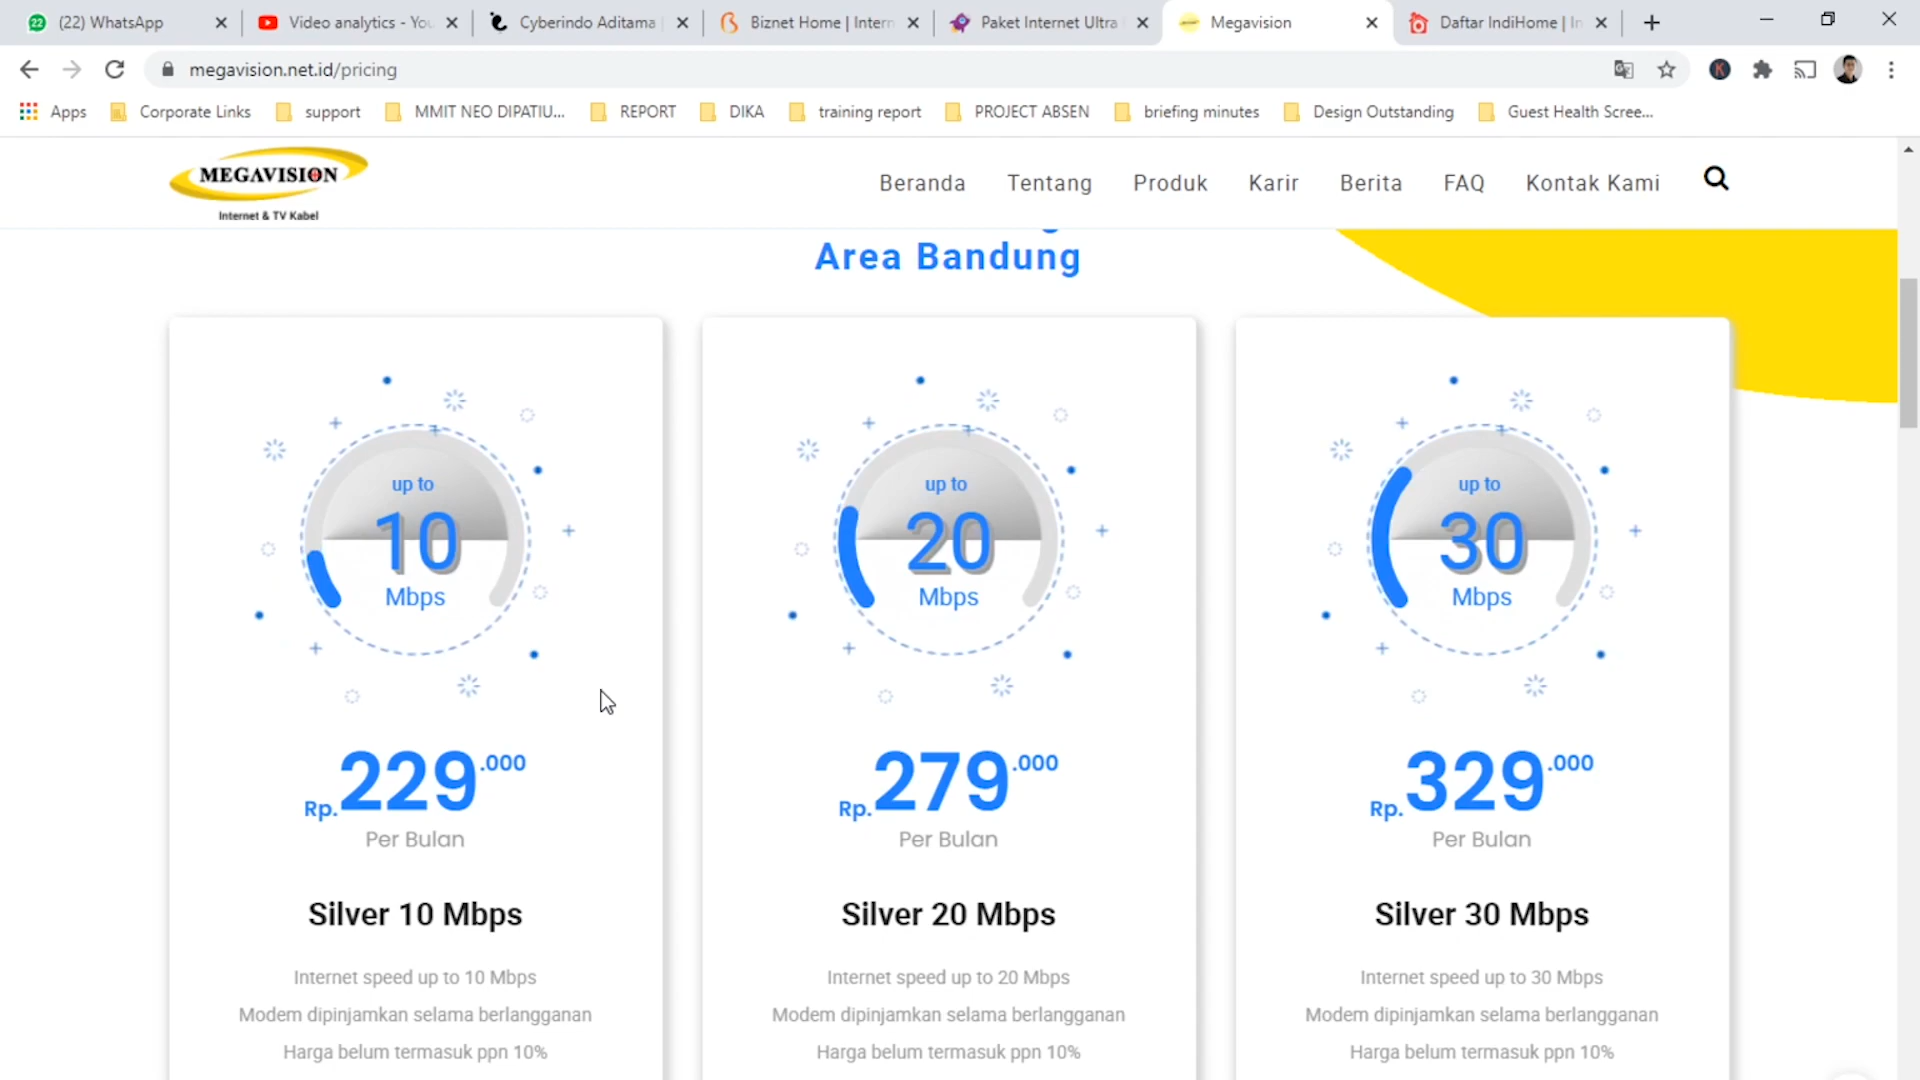 (22) WhatsApp
Video analytics - You
Cyberindo Aditama
Biznet Home | Intern
Paket Internet Ultra
Megavision
Daftar IndiHome | In
megavision.net.id/pricing
K
Apps
Corporate Links
support
MMIT NEO DIPATIU...
REPORT
DIKA
training report
PROJECT ABSEN
briefing minutes
Design Outstanding
Guest Health Scree...
MEGAVISION
Internet & TV Kabel
Beranda
Tentang
Produk
Karir
Berita
FAQ
Kontak Kami
Area Bandung
up to
10
Mbps
Rp.229.000
Per Bulan
Silver 10 Mbps
Internet speed up to 10 Mbps
Modem dipinjamkan selama berlangganan
Harga belum termasuk ppn 10%
up to
20
Mbps
Rp.279.000
Per Bulan
Silver 20 Mbps
Internet speed up to 20 Mbps
Modem dipinjamkan selama berlangganan
Harga belum termasuk ppn 10%
up to
30
Mbps
Rp.329.000
Per Bulan
Silver 30 Mbps
Internet speed up to 30 Mbps
Modem dipinjamkan selama berlangganan
Harga belum termasuk ppn 10%